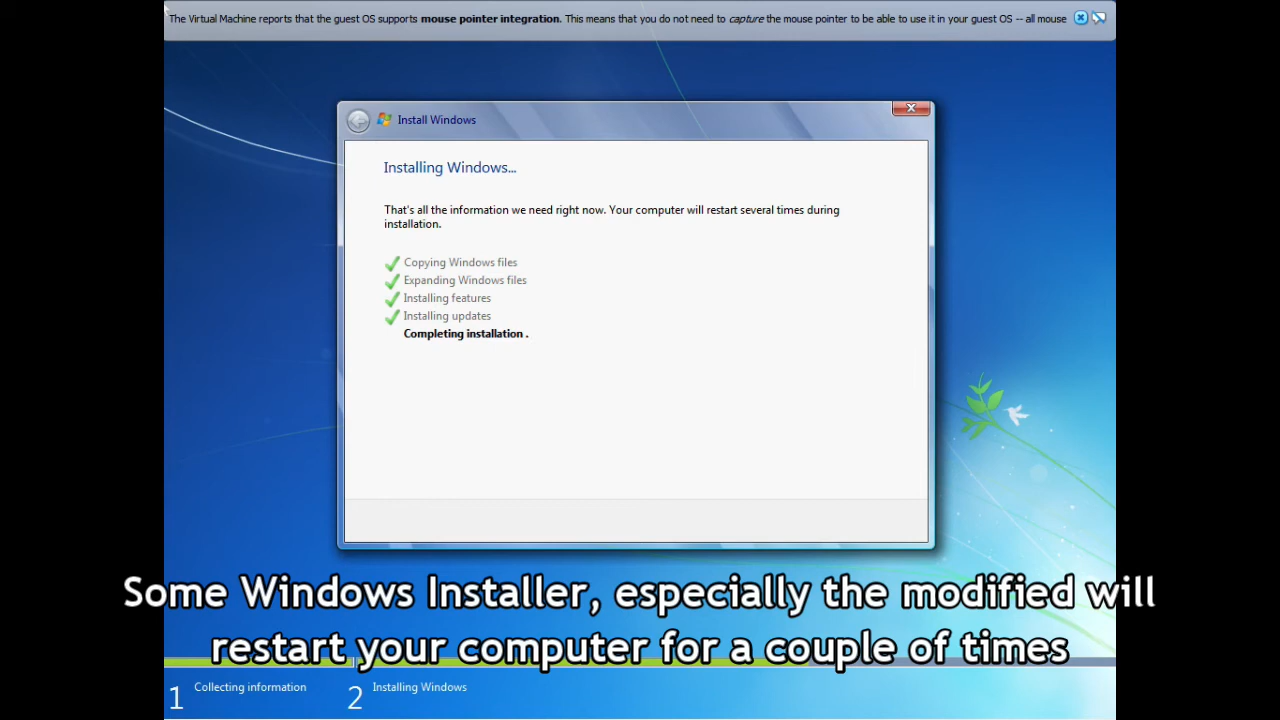 The Virtual Machine reports that the guest OS supports mouse pointer integration. This means that you do not need to capture the mouse pointer to be able to use it in your guest OS -- all mouse
Install Windows
Installing Windows...
That's all the information we need right now. Your computer will restart several times during
installation.
Copying Windows files
Expanding Windows files
Installing features
Installing updates
Completing installation .
Some Windows Installer, especially the modified will
restart your computer for a couple of times
1 Collecting information 2 Installing Windows